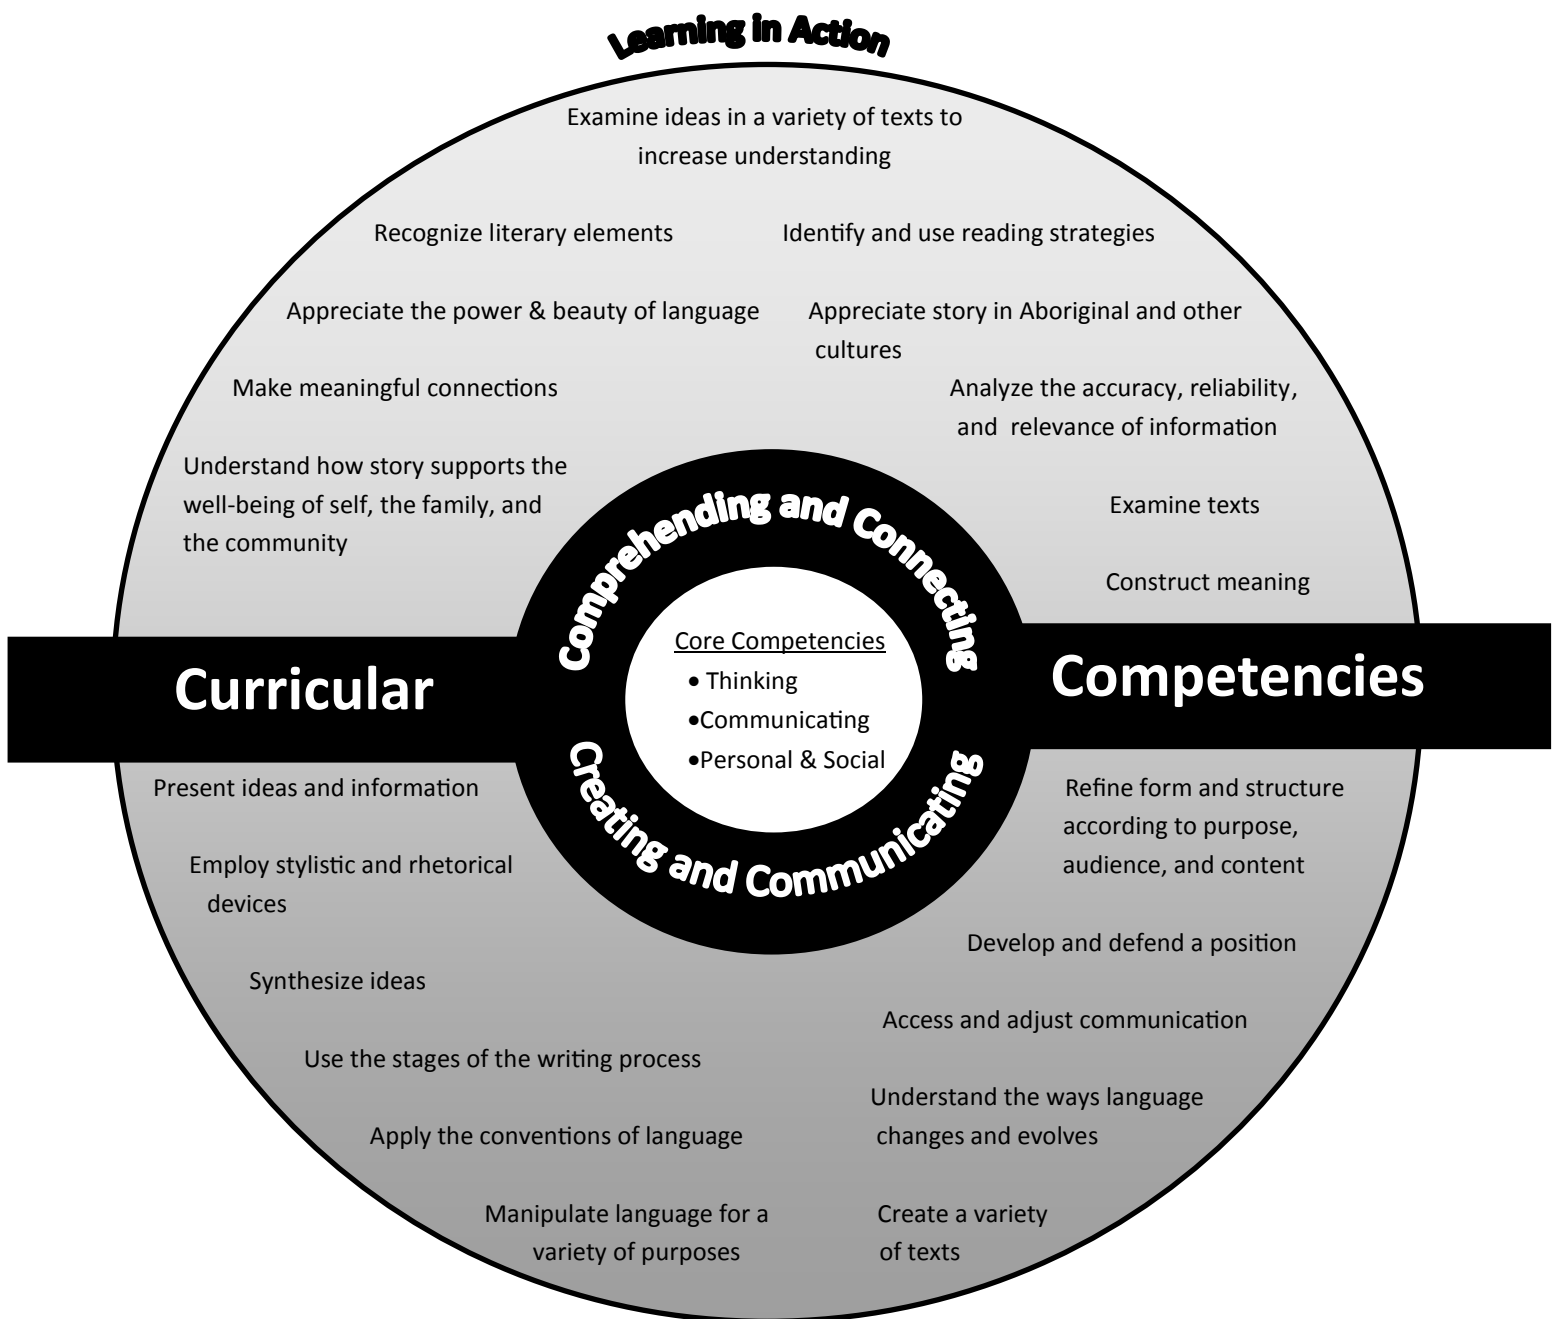 Learning in Action
Examine ideas in a variety of texts to
increase understanding
Recognize literary elements
Identify and use reading strategies
Appreciate the power & beauty of language
Appreciate story in Aboriginal and other
cultures
Make meaningful connections
Analyze the accuracy, reliability,
and relevance of information
Understand how story supports the
well-being of self, the family, and
the community
Examine texts
Construct meaning
Comprehending and Connecting
Curricular
Core Competencies
• Thinking
•Communicating
•Personal & Social
Competencies
Creating and Communicating
Present ideas and information
Refine form and structure
according to purpose,
audience, and content
Employ stylistic and rhetorical
devices
Develop and defend a position
Synthesize ideas
Access and adjust communication
Use the stages of the writing process
Understand the ways language
changes and evolves
Apply the conventions of language
Manipulate language for a
variety of purposes
Create a variety
of texts